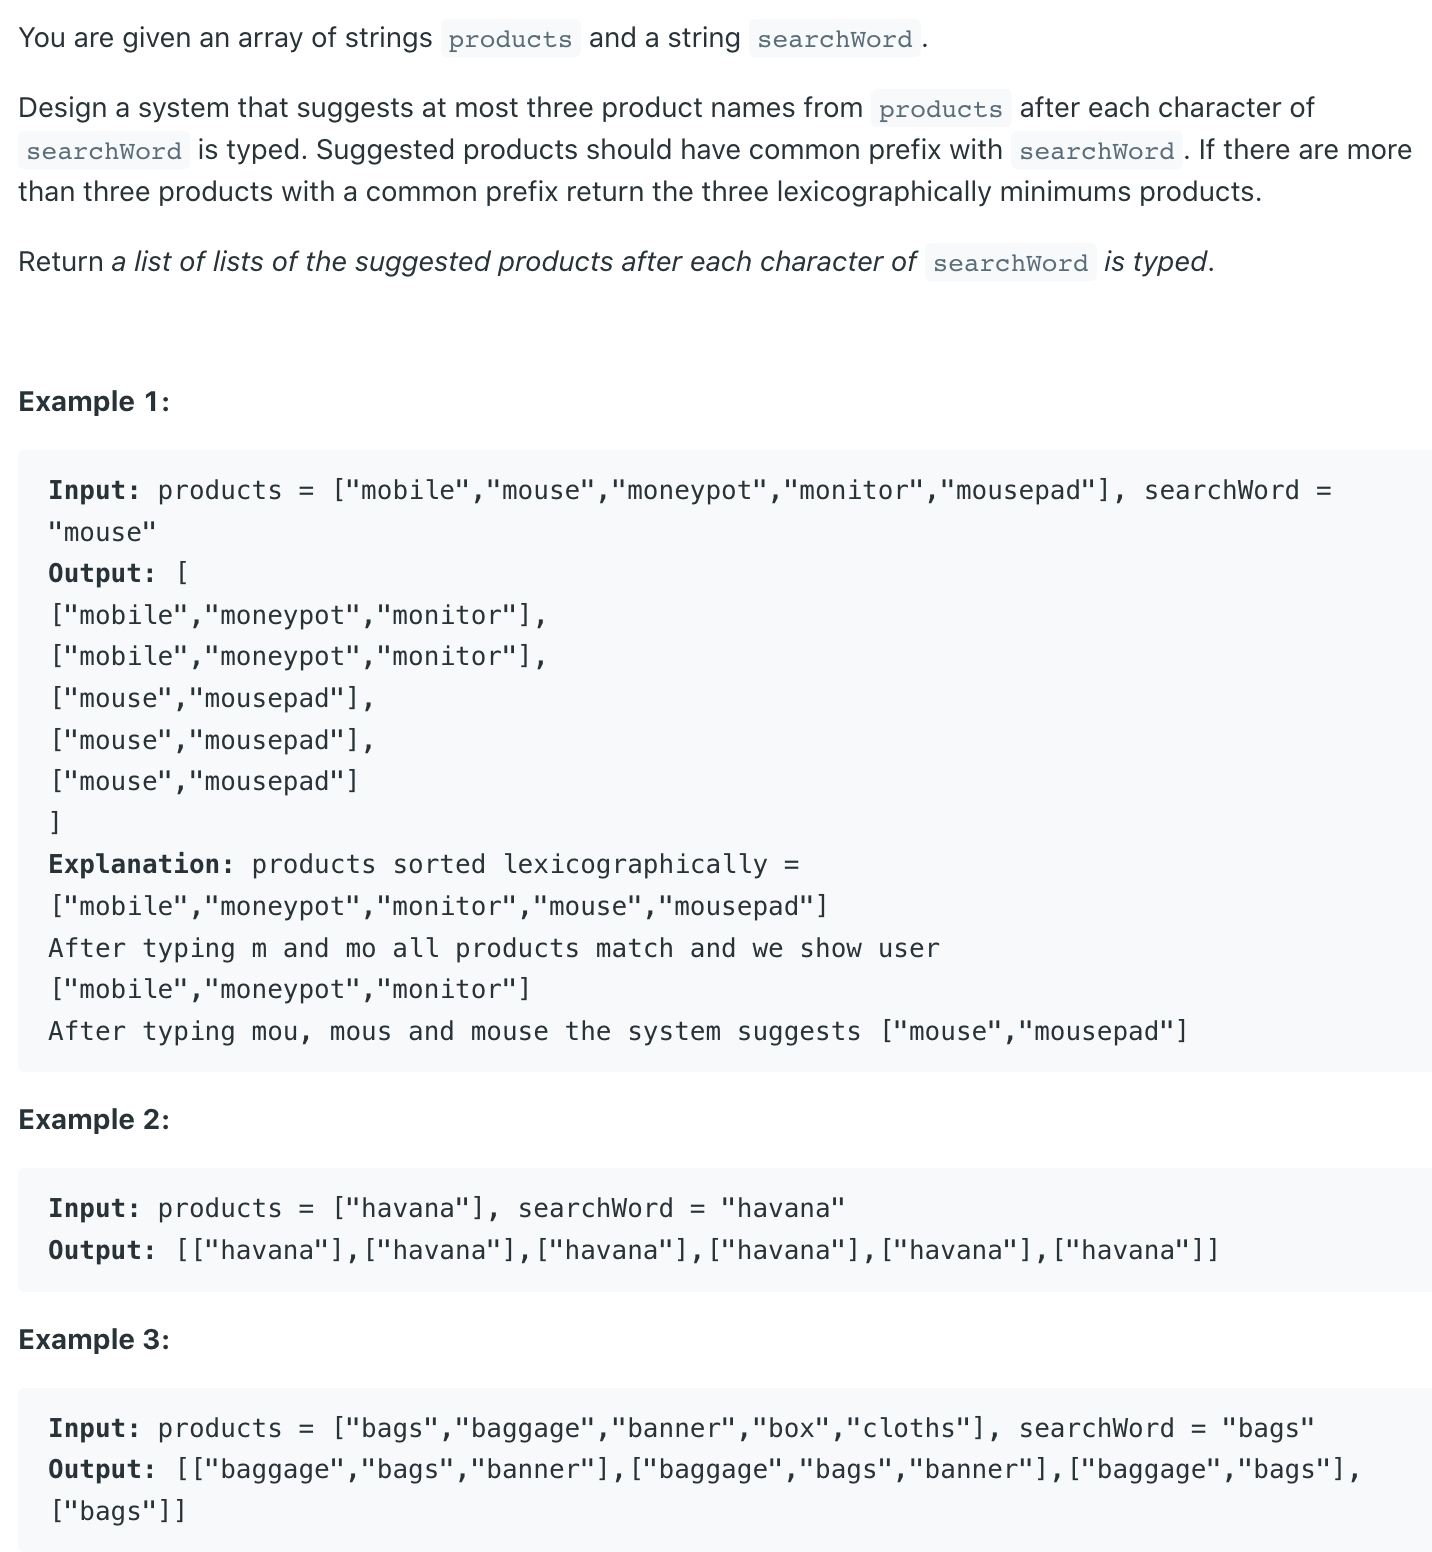 You are given an array of strings products and a string searchWord.
Design a system that suggests at most three product names from products after each character of
searchWord is typed. Suggested products should have common prefix with searchWord. If there are more
than three products with a common prefix return the three lexicographically minimums products.
Return a list of lists of the suggested products after each character of searchWord is typed.
Example 1:
Input: products = ["mobile","mouse","moneypot","monitor","mousepad"], searchWord =
"mouse"
Output: [
["mobile","moneypot","monitor"],
["mobile","moneypot","monitor"],
["mouse","mousepad"],
["mouse","mousepad"],
["mouse","mousepad"]
]
Explanation: products sorted lexicographically =
["mobile","moneypot","monitor","mouse","mousepad"]
After typing m and mo all products match and we show user
["mobile","moneypot","monitor"]
After typing mou, mous and mouse the system suggests ["mouse","mousepad"]
Example 2:
Input: products = ["havana"], searchWord = "havana"
Output: [["havana"],["havana"],["havana"],["havana"],["havana"],["havana"]]
Example 3:
Input: products = ["bags","baggage","banner","box","cloths"], searchWord = "bags"
Output: [["baggage","bags","banner"],["baggage","bags","banner"],["baggage","bags"],
["bags"]]